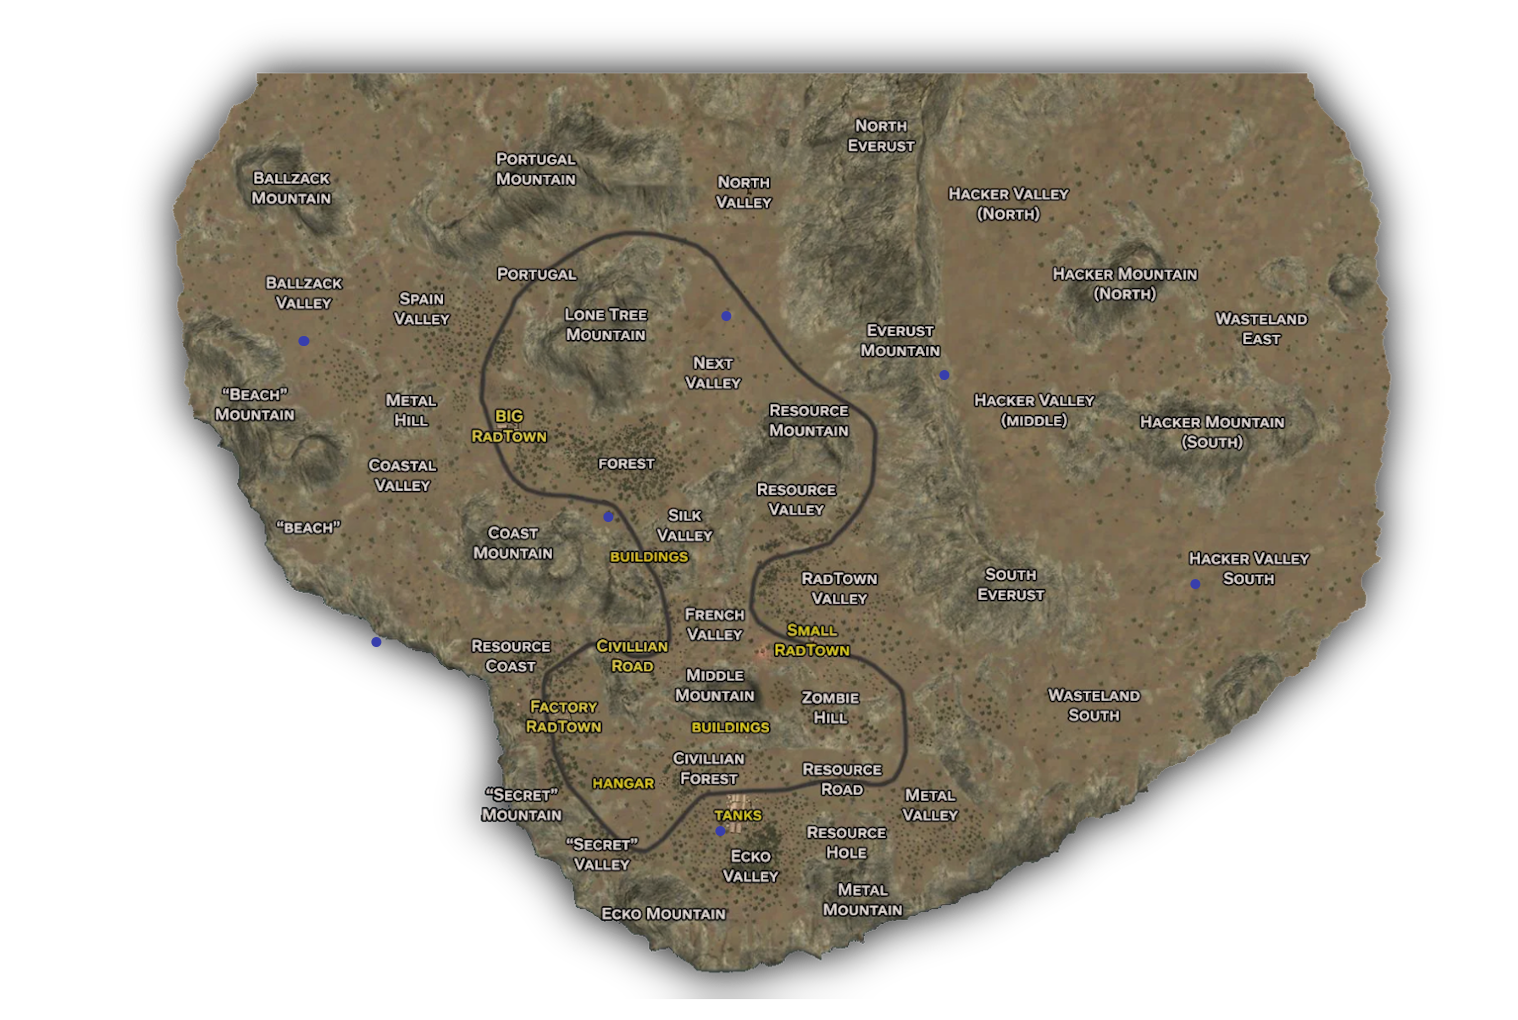 North
Everust
Portugal
Mountain
Ballzack
Mountain
North
Valley
Hacker Valley
(North)
Portugal
Hacker Mountain
(North)
Ballzack
Valley
Spain
Valley
Lone Tree
Mountain
Wasteland
East
Everust
Mountain
Next
Valley
"Beach"
Mountain
Metal
Hill
Big
RadTown
Resource
Mountain
Hacker Valley
(middle)
Hacker Mountain
(South)
Coastal
Valley
forest
Resource
Valley
"beach"
Silk
Valley
Coast
Mountain
buildings
Hacker Valley
South
RadTown
Valley
South
Everust
French
Valley
Small
RadTown
Resource
Coast
Civillian
Road
Middle
Mountain
Zombie
Hill
Wasteland
South
Factory
RadTown
buildings
Civillian
Forest
Hangar
Resource
Road
"Secret"
Mountain
Metal
Valley
Tanks
Resource
Hole
"Secret"
Valley
Ecko
Valley
Metal
Mountain
Ecko Mountain